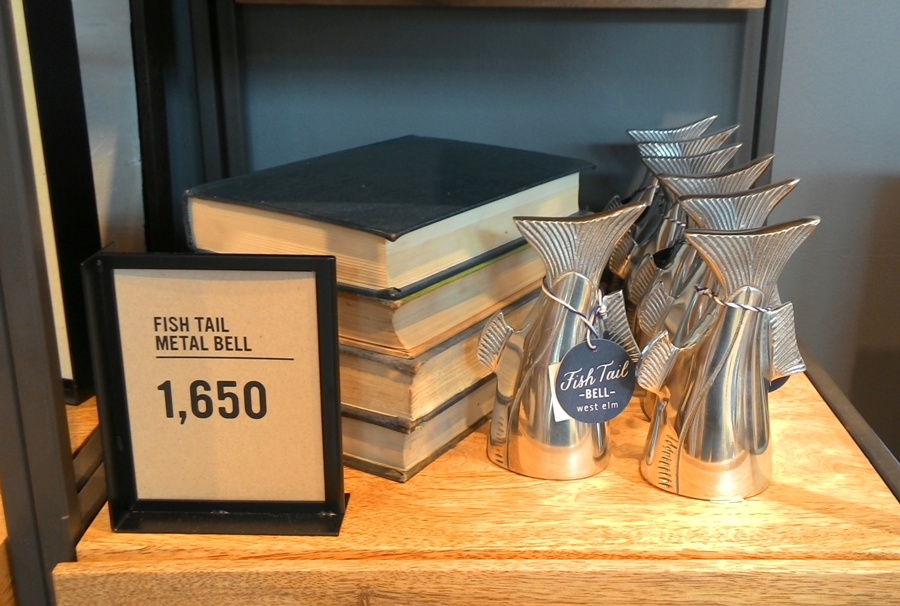 FISH TAIL
METAL BELL
1,650
Fish Tail
-BELL-
west elm